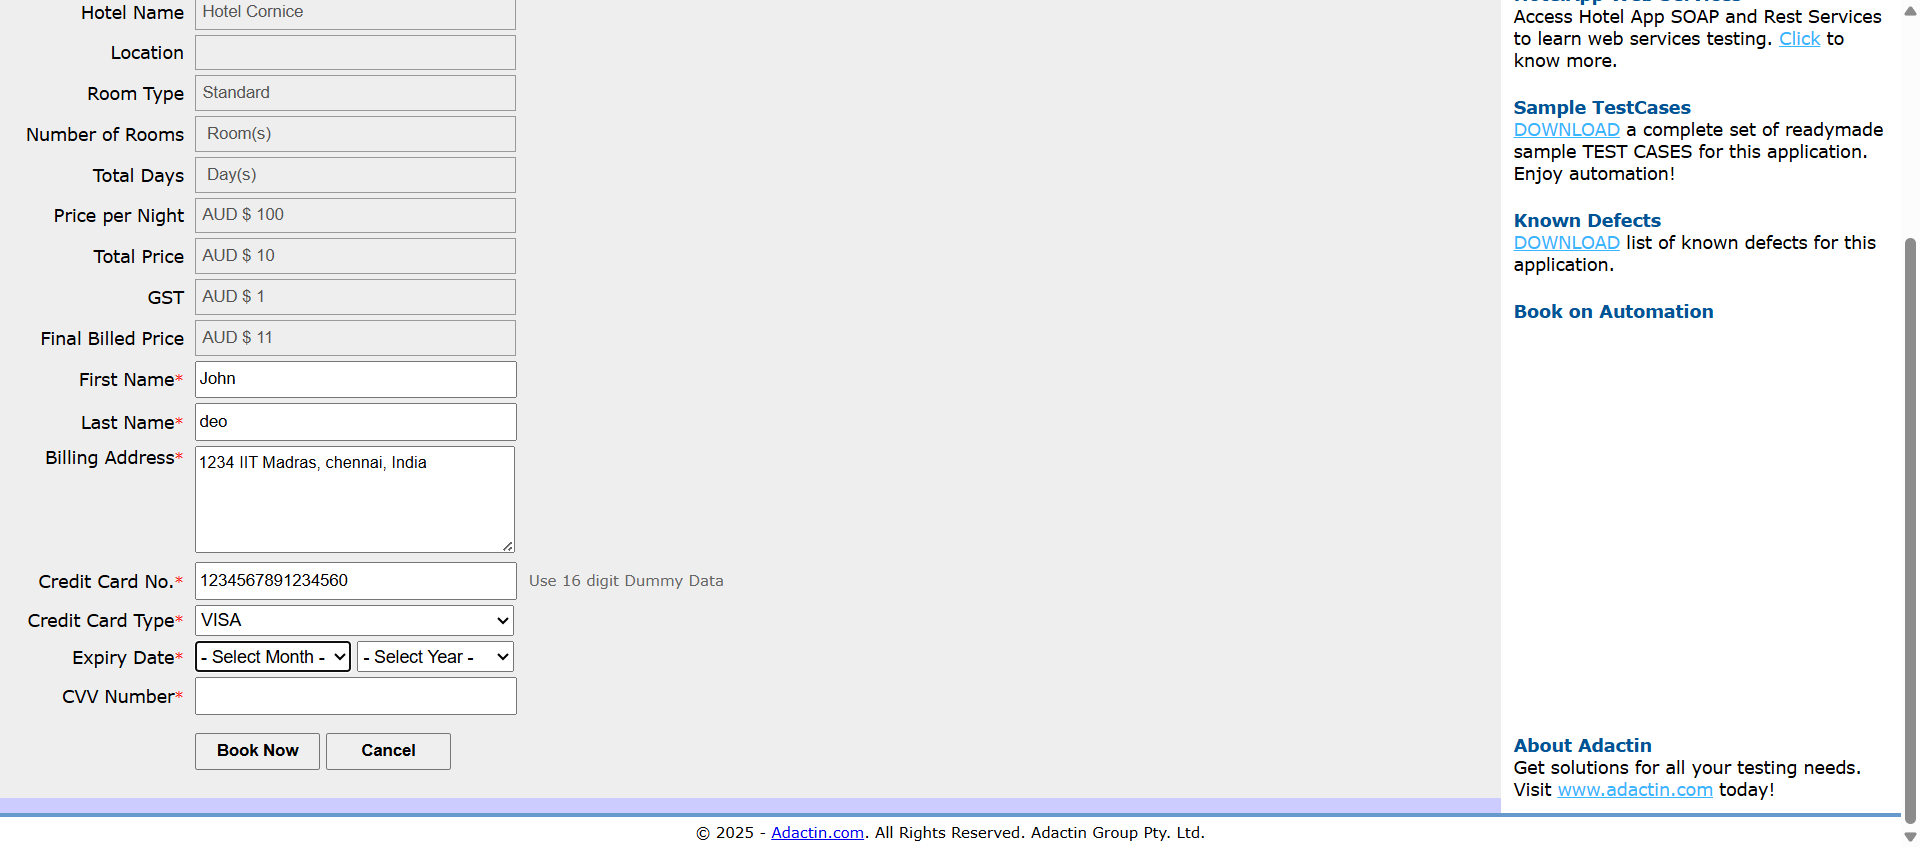 Hotel Name Hotel Cornice
Location
Room Type Standard
Number of Rooms Room(s)
Total Days Day(s)
Price per Night AUD $ 100
Total Price AUD $ 10
GST AUD $ 1
Final Billed Price AUD $ 11
First Name* John
Last Name* deo
Billing Address* 1234 IIT Madras, chennai, India
Credit Card No.* 1234567891234560 Use 16 digit Dummy Data
Credit Card Type* VISA
Expiry Date* - Select Month - - Select Year -
CVV Number*
Book Now Cancel
HotelApp Web Services
Access Hotel App SOAP and Rest Services
to learn web services testing. Click to
know more.
Sample TestCases
DOWNLOAD a complete set of readymade
sample TEST CASES for this application.
Enjoy automation!
Known Defects
DOWNLOAD list of known defects for this
application.
Book on Automation
About Adactin
Get solutions for all your testing needs.
Visit www.adactin.com today!
© 2025 - Adactin.com. All Rights Reserved. Adactin Group Pty. Ltd.